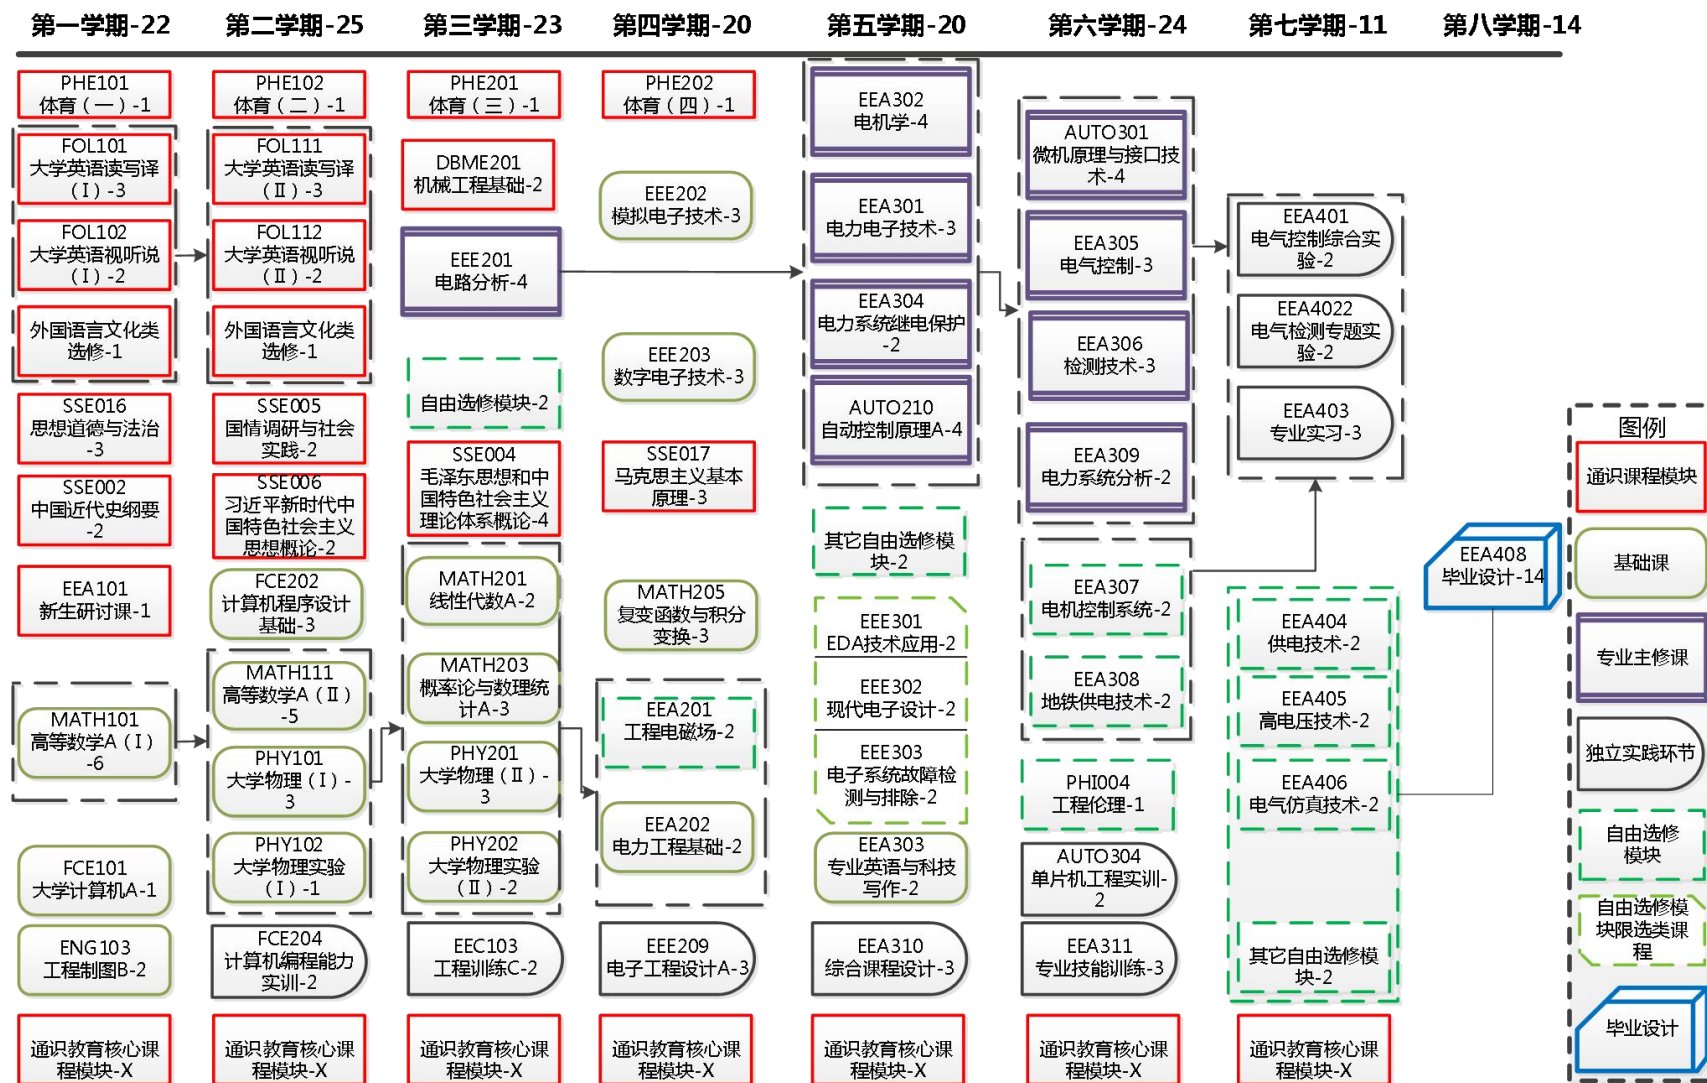 第一学期-22
第二学期-25
第三学期-23
第四学期-20
第五学期-20
第六学期-24
第七学期-11
第八学期-14
PHE101
体育（一）-1
FOL101
大学英语读写译
（I）-3
FOL102
大学英语视听说
（I）-2
外国语言文化类
选修-1
SSE016
思想道德与法治
-3
SSE002
中国近代史纲要
-2
EEA101
新生研讨课-1
MATH101
高等数学A（I）
-6
FCE101
大学计算机A-1
ENG103
工程制图B-2
通识教育核心课
程模块-X
PHE102
体育（二）-1
FOL111
大学英语读写译
（II）-3
FOL112
大学英语视听说
（II）-2
外国语言文化类
选修-1
SSE005
国情调研与社会
实践-2
SSE006
习近平新时代中
国特色社会主义
思想概论-2
FCE202
计算机程序设计
基础-3
MATH111
高等数学A（II）
-5
PHY101
大学物理（I）-
3
PHY102
大学物理实验
（I）-1
FCE204
计算机编程能力
实训-2
通识教育核心课
程模块-X
PHE201
体育（三）-1
DBME201
机械工程基础-2
EEE201
电路分析-4
自由选修模块-2
SSE004
毛泽东思想和中
国特色社会主义
理论体系概论-4
MATH201
线性代数A-2
MATH203
概率论与数理统
计A-3
PHY201
大学物理（II）-
3
PHY202
大学物理实验
（II）-2
EEC103
工程训练C-2
通识教育核心课
程模块-X
PHE202
体育（四）-1
EEE202
模拟电子技术-3
EEE203
数字电子技术-3
SSE017
马克思主义基本
原理-3
MATH205
复变函数与积分
变换-3
EEA201
工程电磁场-2
EEA202
电力工程基础-2
EEE209
电子工程设计A-3
通识教育核心课
程模块-X
EEA302
电机学-4
EEA301
电力电子技术-3
EEA304
电力系统继电保护
-2
AUTO210
自动控制原理A-4
其它自由选修模
块-2
EEE301
EDA技术应用-2
EEE302
现代电子设计-2
EEE303
电子系统故障检
测与排除-2
EEA303
专业英语与科技
写作-2
EEA310
综合课程设计-3
通识教育核心课
程模块-X
AUTO301
微机原理与接口技
术-4
EEA305
电气控制-3
EEA306
检测技术-3
EEA309
电力系统分析-2
EEA307
电机控制系统-2
EEA308
地铁供电技术-2
PHI004
工程伦理-1
AUTO304
单片机工程实训-
2
EEA311
专业技能训练-3
通识教育核心课
程模块-X
EEA401
电气控制综合实
验-2
EEA4022
电气检测专题实
验-2
EEA403
专业实习-3
EEA404
供电技术-2
EEA405
高电压技术-2
EEA406
电气仿真技术-2
其它自由选修模
块-2
通识教育核心课
程模块-X
EEA408
毕业设计-14
图例
通识课程模块
基础课
专业主修课
独立实践环节
自由选修
模块
自由选修模
块限选类课
程
毕业设计